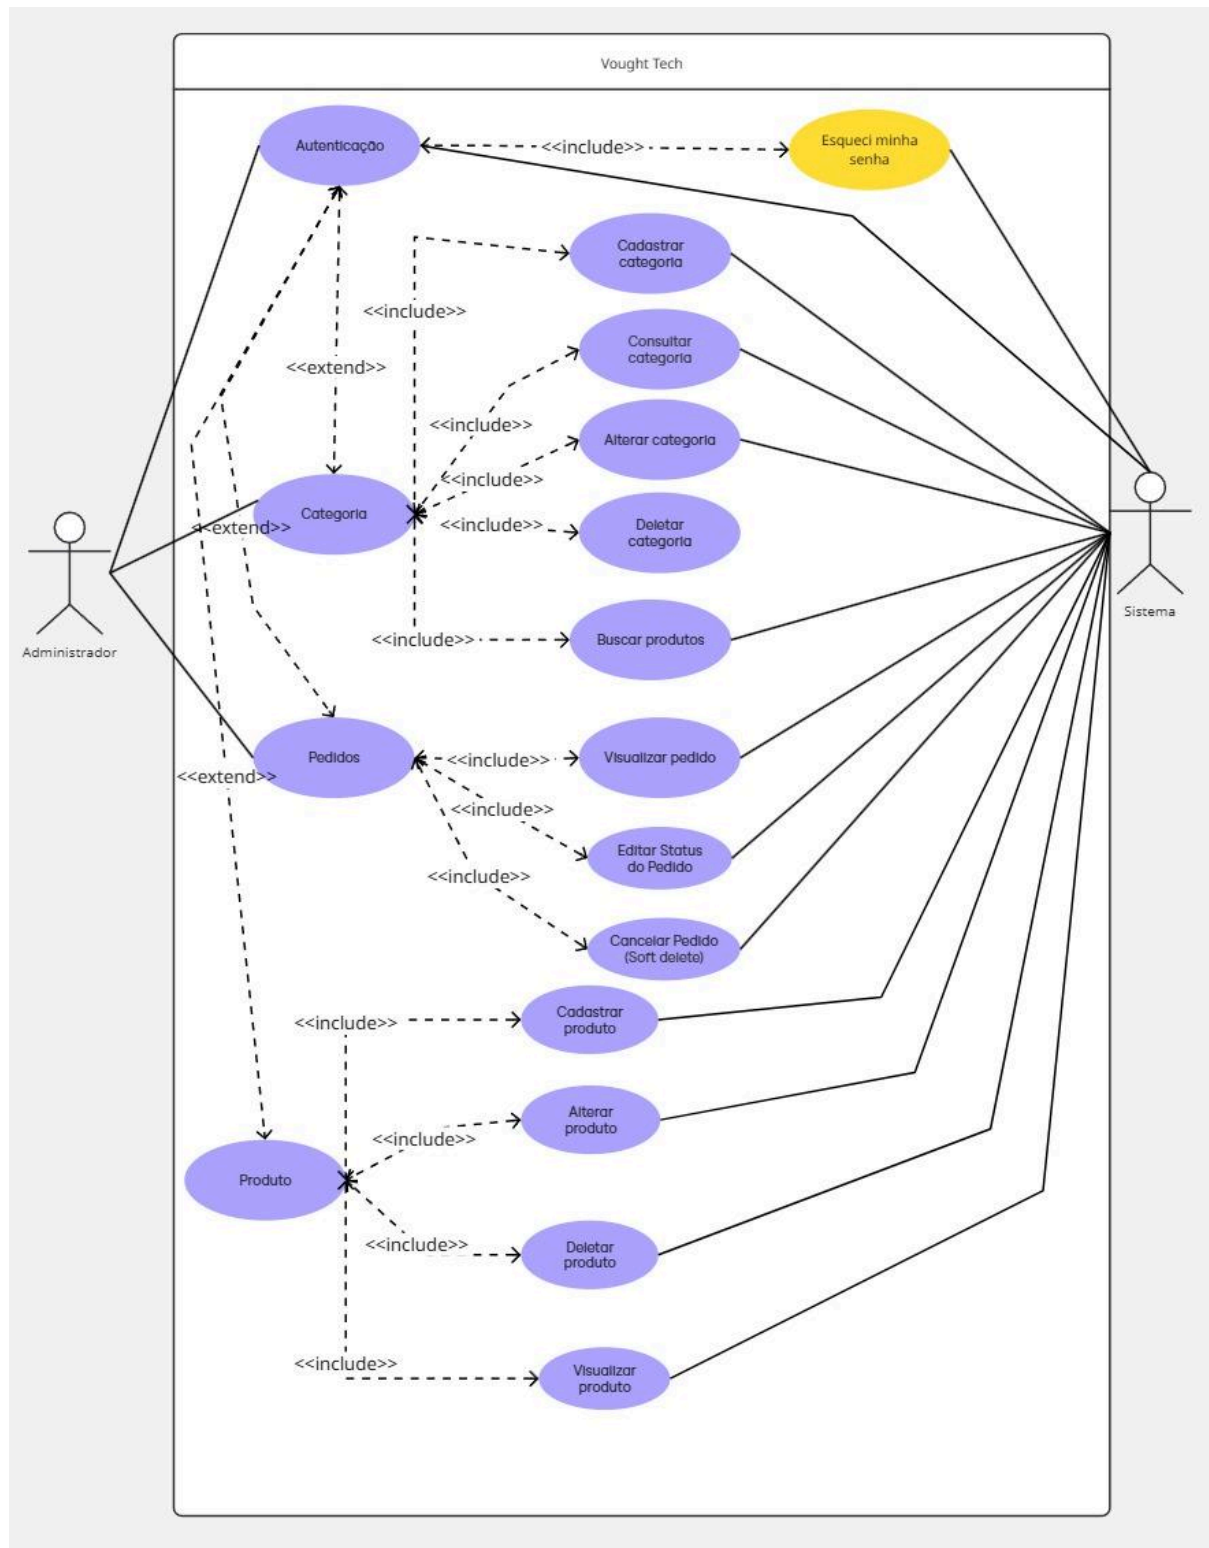 Vought Tech
Autenticação
<<include>>
Esqueci minha
senha
Cadastrar
categoria
<<include>>
Consultar
categoria
<<extend>>
<<include>>
Alterar categoria
<<include>>
Categoria
<<extend>>
<<include>>
Deletar
categoria
Administrador
Sistema
<<include>>
Buscar produtos
Pedidos
<<include>>
Visualizar pedido
<<extend>>
<<include>>
Editar Status
do Pedido
<<include>>
Cancelar Pedido
(Soft delete)
<<include>>
Cadastrar
produto
<<include>>
Alterar
produto
Produto
<<include>>
Deletar
produto
<<include>>
Visualizar
produto